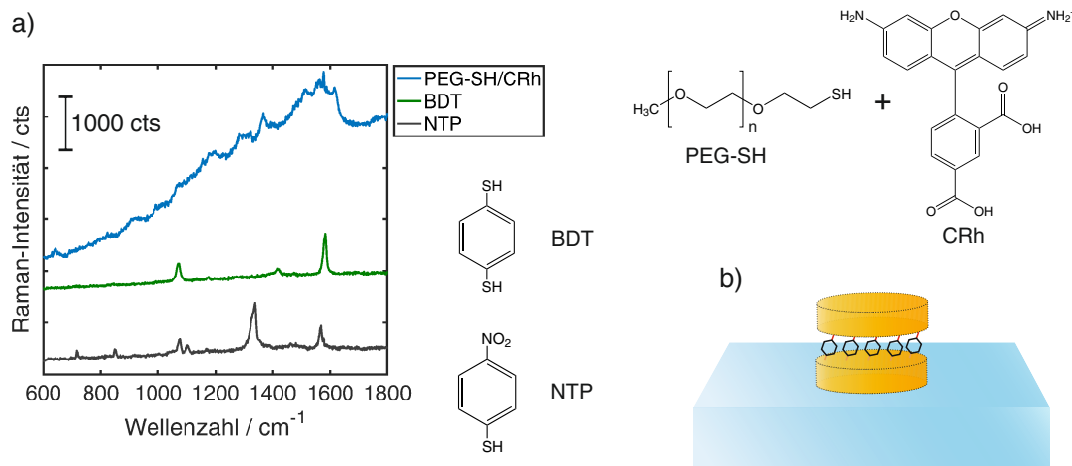 a)
Raman-Intensität / cts
1000 cts
PEG-SH/CRh
BDT
NTP
600 800 1000 1200 1400 1600 1800
Wellenzahl / cm⁻¹
SH
SH
BDT
NO₂
SH
NTP
H₃C
O
n
O
SH
PEG-SH
+
H₂N
O
NH₂⁺
O
OH
O
OH
CRh
b)